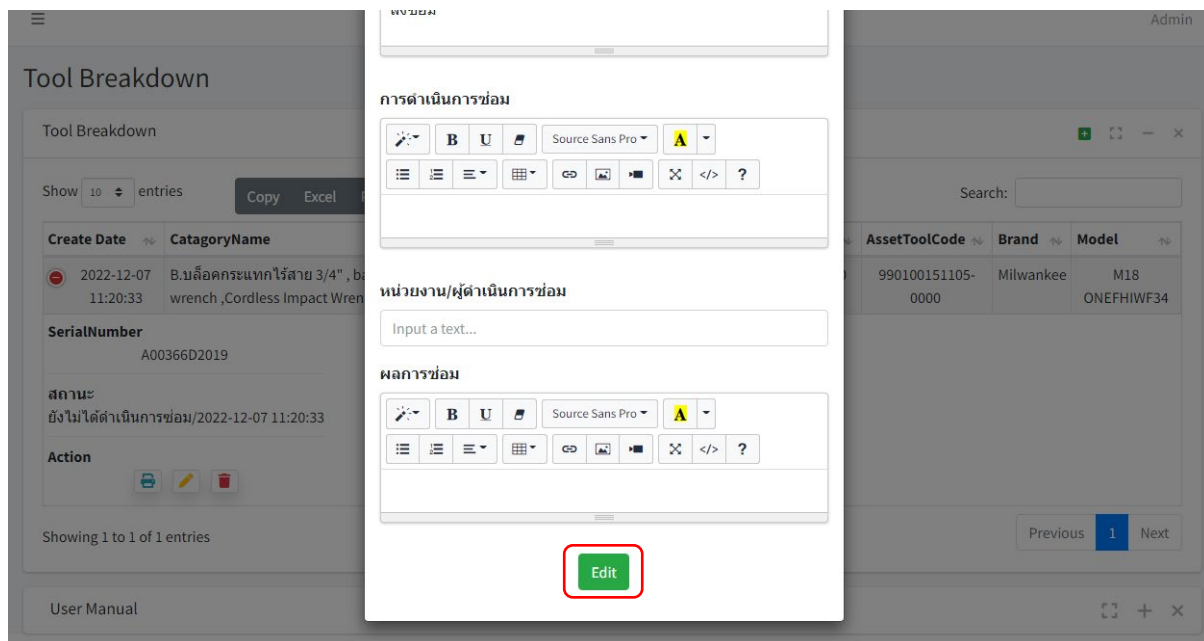 ส่งซ่อม
Admin
Tool Breakdown
การดำเนินการซ่อม
Tool Breakdown
B U Source Sans Pro A
</> ?
Show 10 entries
Copy Excel
Search:
Create Date CatagoryName
AssetToolCode Brand Model
2022-12-07
11:20:33
B.บล็อคกระแทกไร้สาย 3/4" , ba
wrench ,Cordless Impact Wren
990100151105-
0000
Milwankee
M18
ONEFHIWF34
หน่วยงาน/ผู้ดำเนินการซ่อม
Input a text...
SerialNumber
A00366D2019
ผลการซ่อม
สถานะ
ยังไม่ได้ดำเนินการซ่อม/2022-12-07 11:20:33
B U Source Sans Pro A
</> ?
Action
Showing 1 to 1 of 1 entries
Previous 1 Next
Edit
User Manual